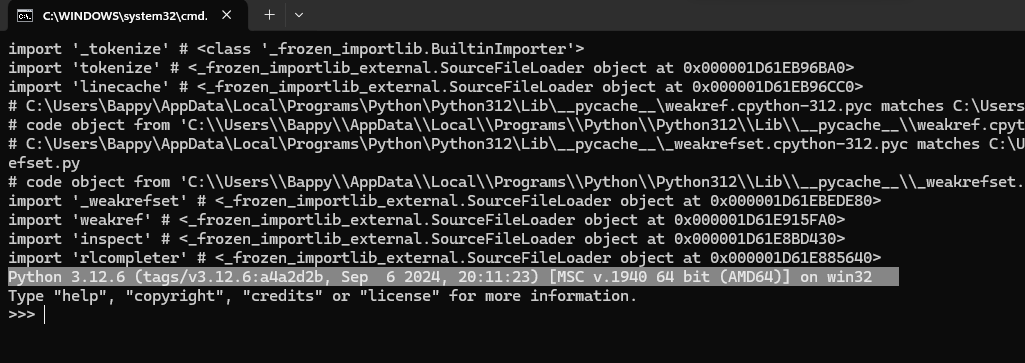 C:\WINDOWS\system32\cmd.
import '_tokenize' # <class '_frozen_importlib.BuiltinImporter'>
import 'tokenize' # <_frozen_importlib_external.SourceFileLoader object at 0x000001D61EB96BA0>
import 'linecache' # <_frozen_importlib_external.SourceFileLoader object at 0x000001D61EB96CC0>
# C:\Users\Bappy\AppData\Local\Programs\Python\Python312\Lib\__pycache__\weakref.cpython-312.pyc matches C:\Users
# code object from 'C:\\Users\\Bappy\\AppData\\Local\\Programs\\Python\\Python312\\Lib\\__pycache__\\weakref.cpyt
# C:\Users\Bappy\AppData\Local\Programs\Python\Python312\Lib\__pycache__\_weakrefset.cpython-312.pyc matches C:\U
efset.py
# code object from 'C:\\Users\\Bappy\\AppData\\Local\\Programs\\Python\\Python312\\Lib\\__pycache__\\_weakrefset.
import '_weakrefset' # <_frozen_importlib_external.SourceFileLoader object at 0x000001D61EBEDE80>
import 'weakref' # <_frozen_importlib_external.SourceFileLoader object at 0x000001D61E915FA0>
import 'inspect' # <_frozen_importlib_external.SourceFileLoader object at 0x000001D61E8BD430>
import 'rlcompleter' # <_frozen_importlib_external.SourceFileLoader object at 0x000001D61E885640>
Python 3.12.6 (tags/v3.12.6:a4a2d2b, Sep  6 2024, 20:11:23) [MSC v.1940 64 bit (AMD64)] on win32
Type "help", "copyright", "credits" or "license" for more information.
>>>